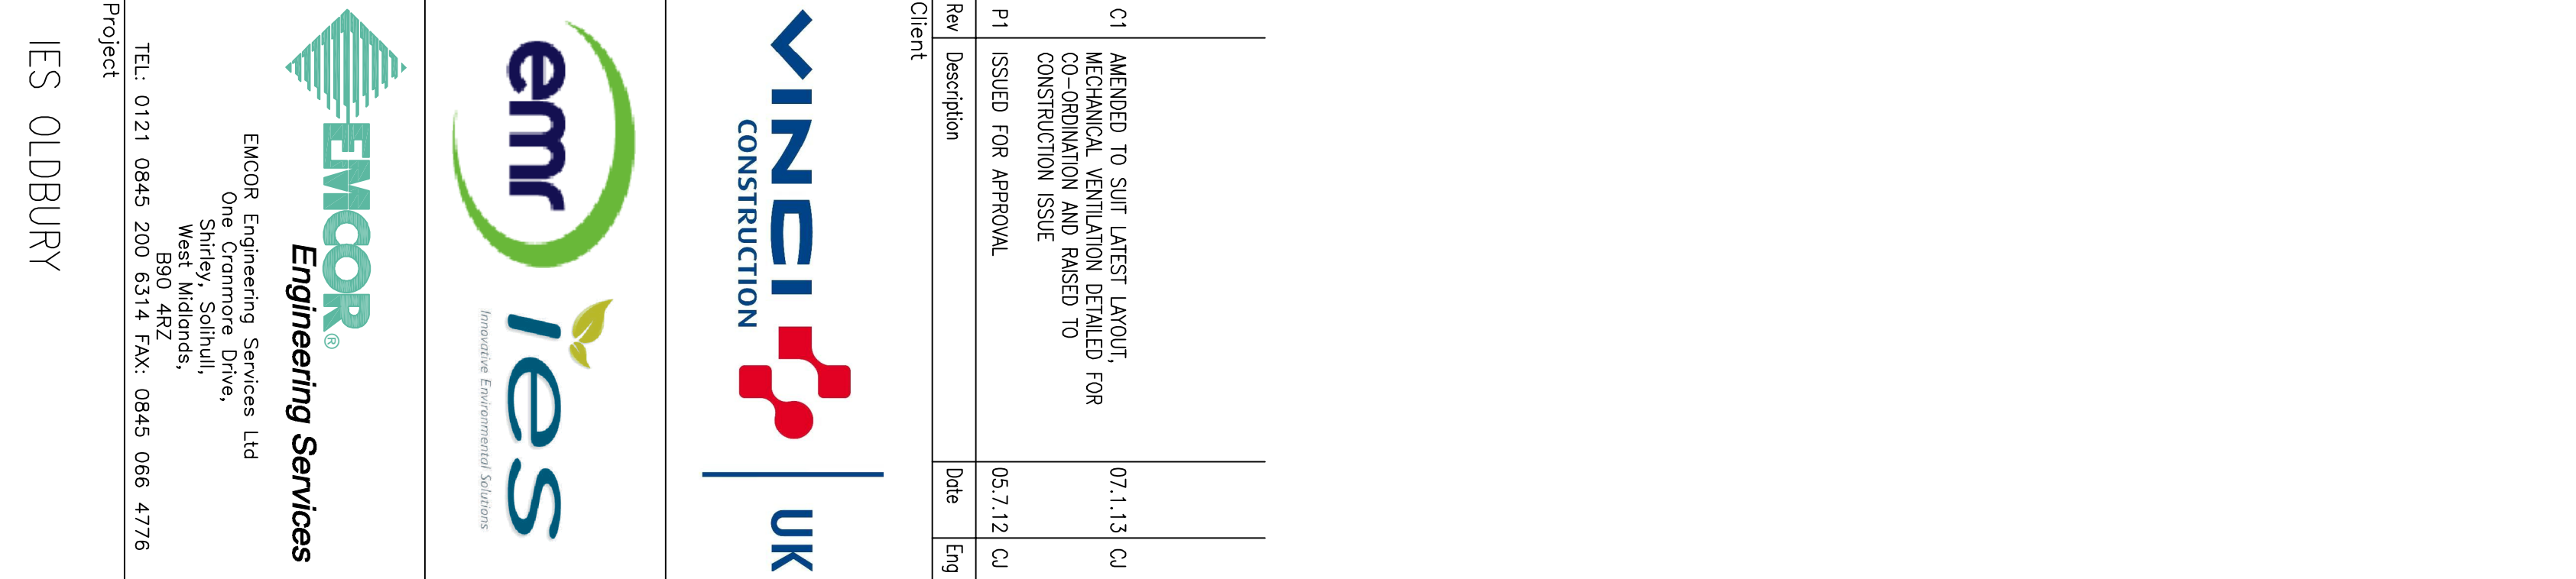 C1 AMENDED TO SUIT LATEST LAYOUT, 07.1.13 CJ
MECHANICAL VENTILATION DETAILED FOR
CO-ORDINATION AND RAISED TO
CONSTRUCTION ISSUE
P1 ISSUED FOR APPROVAL 05.7.12 CJ
Rev Description Date Eng
Client
VINCI UK
CONSTRUCTION
emr ies
Innovative Environmental Solutions
EMCOR®
Engineering Services
EMCOR Engineering Services Ltd
One Cranmore Drive,
Shirley, Solihull,
West Midlands,
B90 4RZ
TEL: 0121 0845 200 6314 FAX: 0845 066 4776
Project
IES OLDBURY